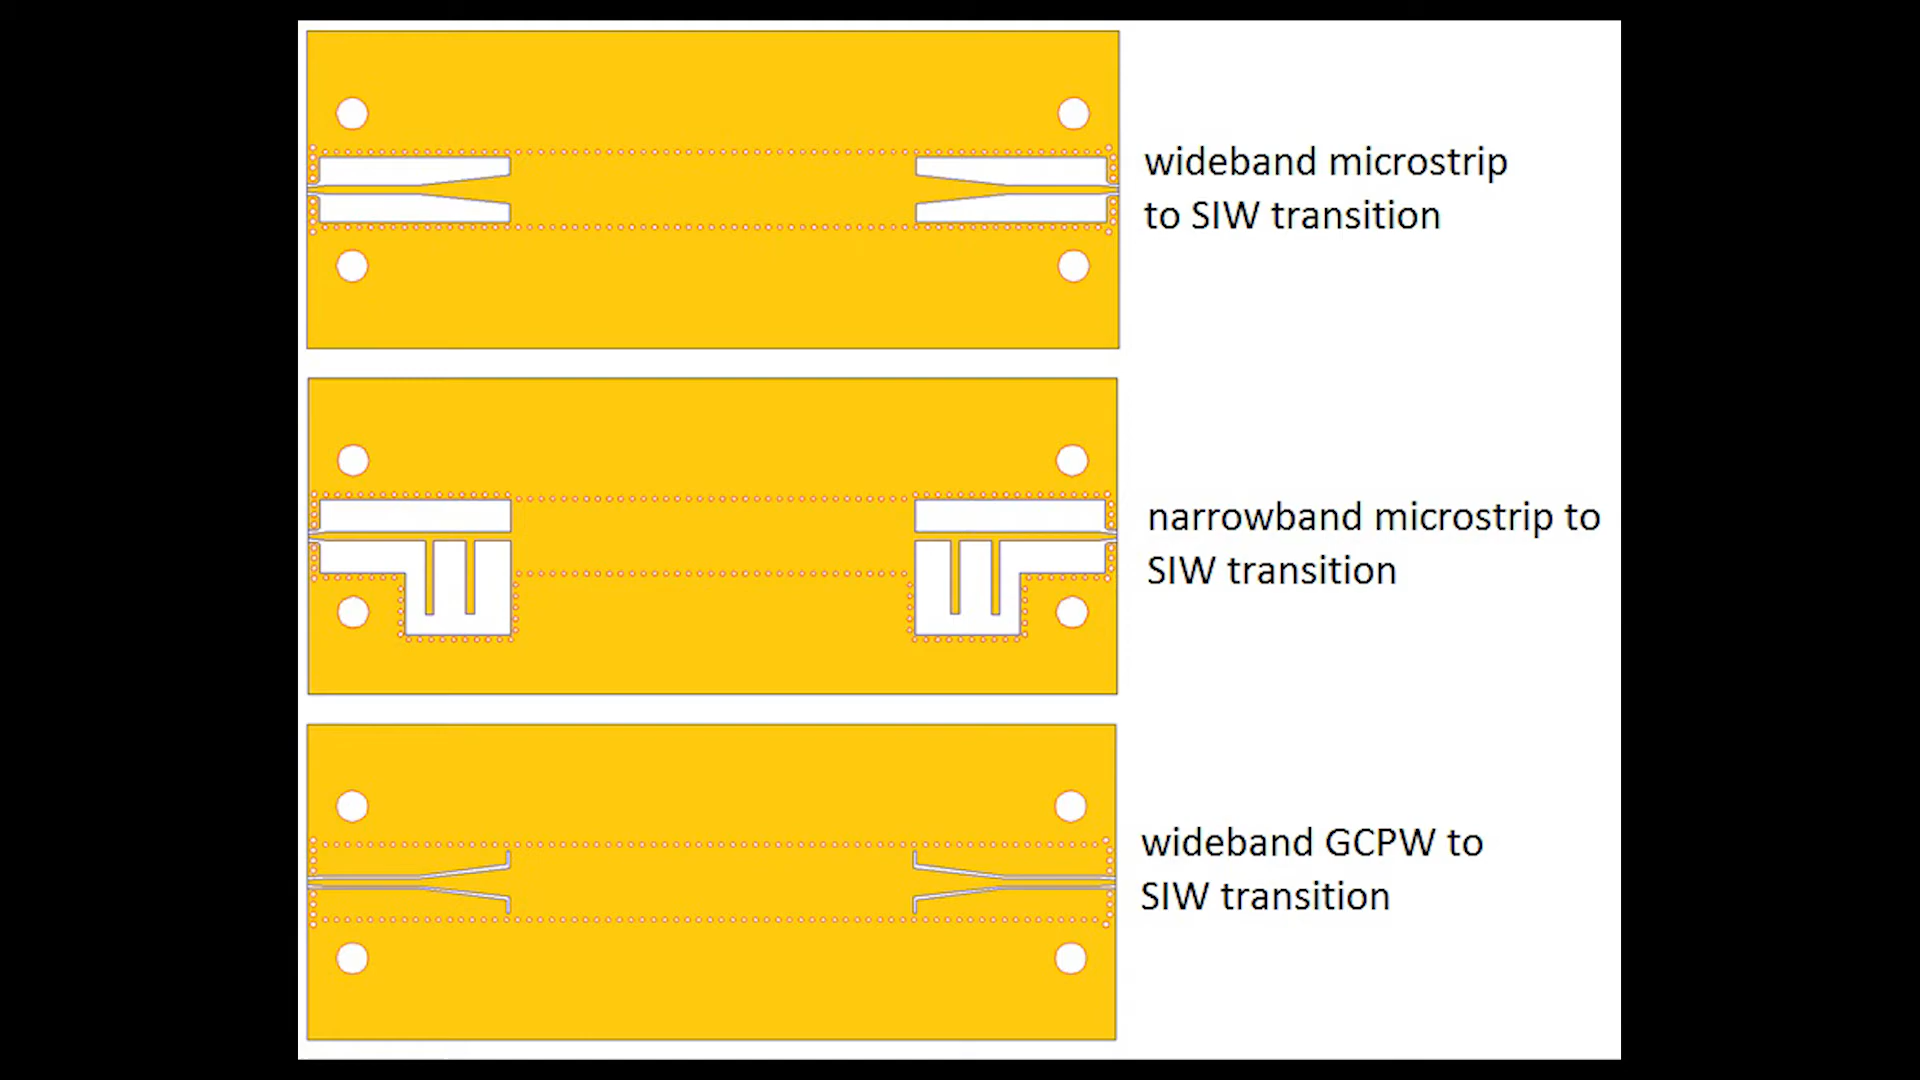 wideband microstrip
to SIW transition
narrowband microstrip to
SIW transition
wideband GCPW to
SIW transition